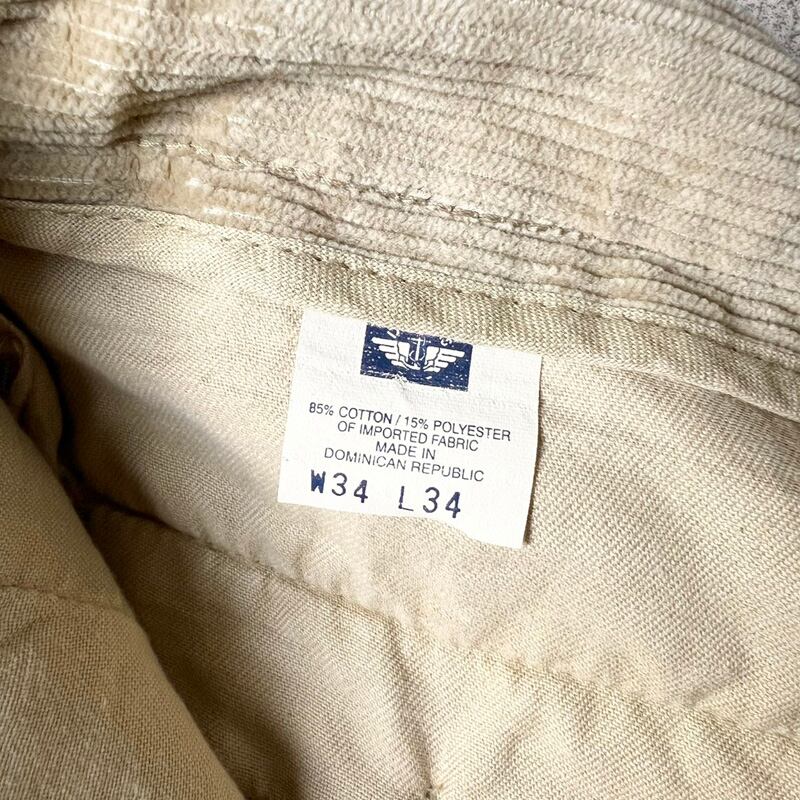 85% COTTON / 15% POLYESTER
OF IMPORTED FABRIC
MADE IN
DOMINICAN REPUBLIC
W34 L34